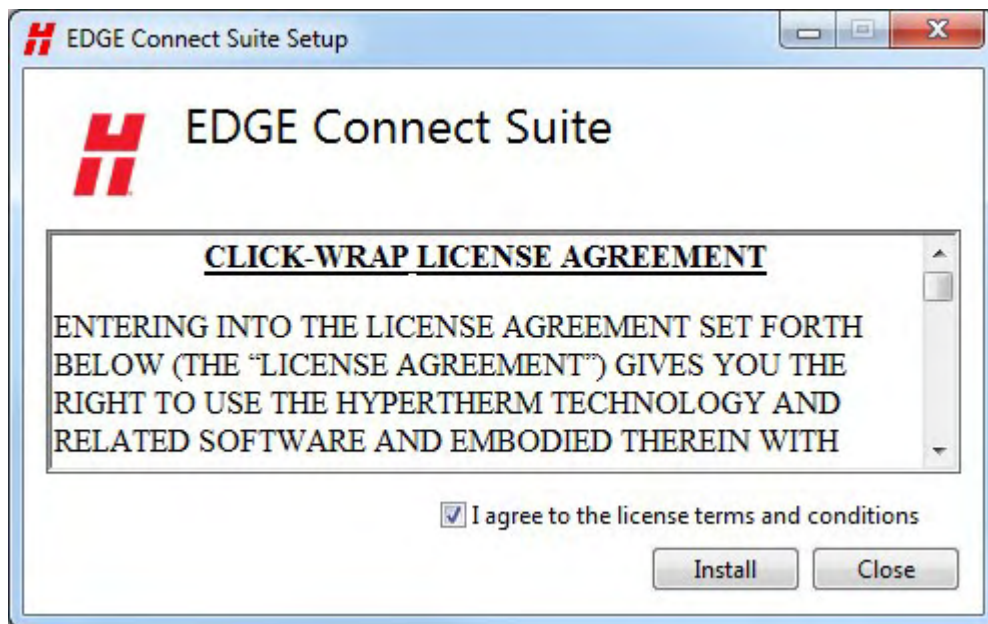 EDGE Connect Suite Setup
EDGE Connect Suite
CLICK-WRAP LICENSE AGREEMENT
ENTERING INTO THE LICENSE AGREEMENT SET FORTH
BELOW (THE “LICENSE AGREEMENT”) GIVES YOU THE
RIGHT TO USE THE HYPERTHERM TECHNOLOGY AND
RELATED SOFTWARE AND EMBODIED THEREIN WITH
I agree to the license terms and conditions
Install
Close